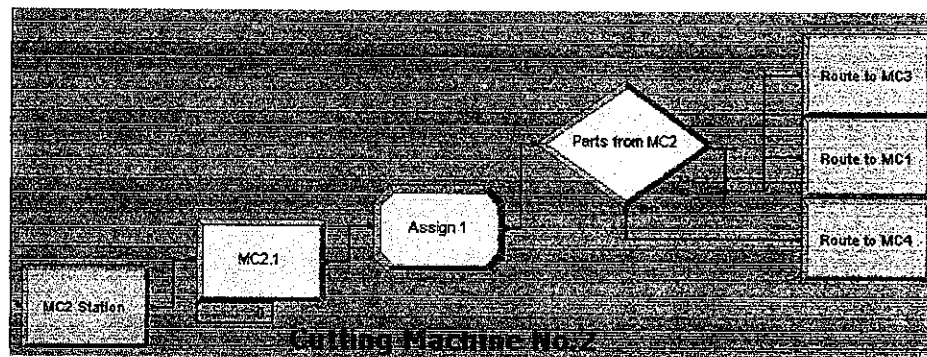 MC2 Station
MC2.1
0
Assign 1
Parts from MC2
Route to MC3
Route to MC1
Route to MC4
Cutting Machine No.2